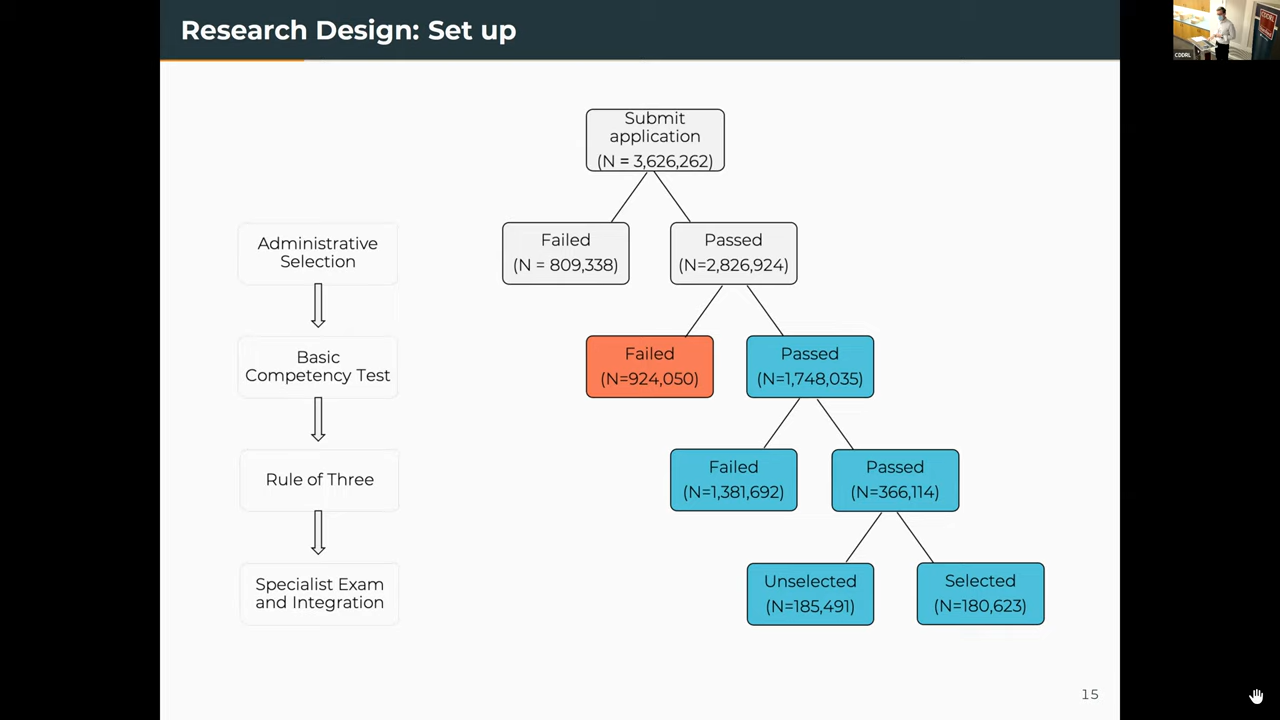 Research Design: Set up
CDDRL
CDDRL
Submit
application
(N = 3,626,262)
Administrative
Selection
Failed
(N = 809,338)
Passed
(N=2,826,924)
Basic
Competency Test
Failed
(N=924,050)
Passed
(N=1,748,035)
Rule of Three
Failed
(N=1,381,692)
Passed
(N=366,114)
Specialist Exam
and Integration
Unselected
(N=185,491)
Selected
(N=180,623)
15